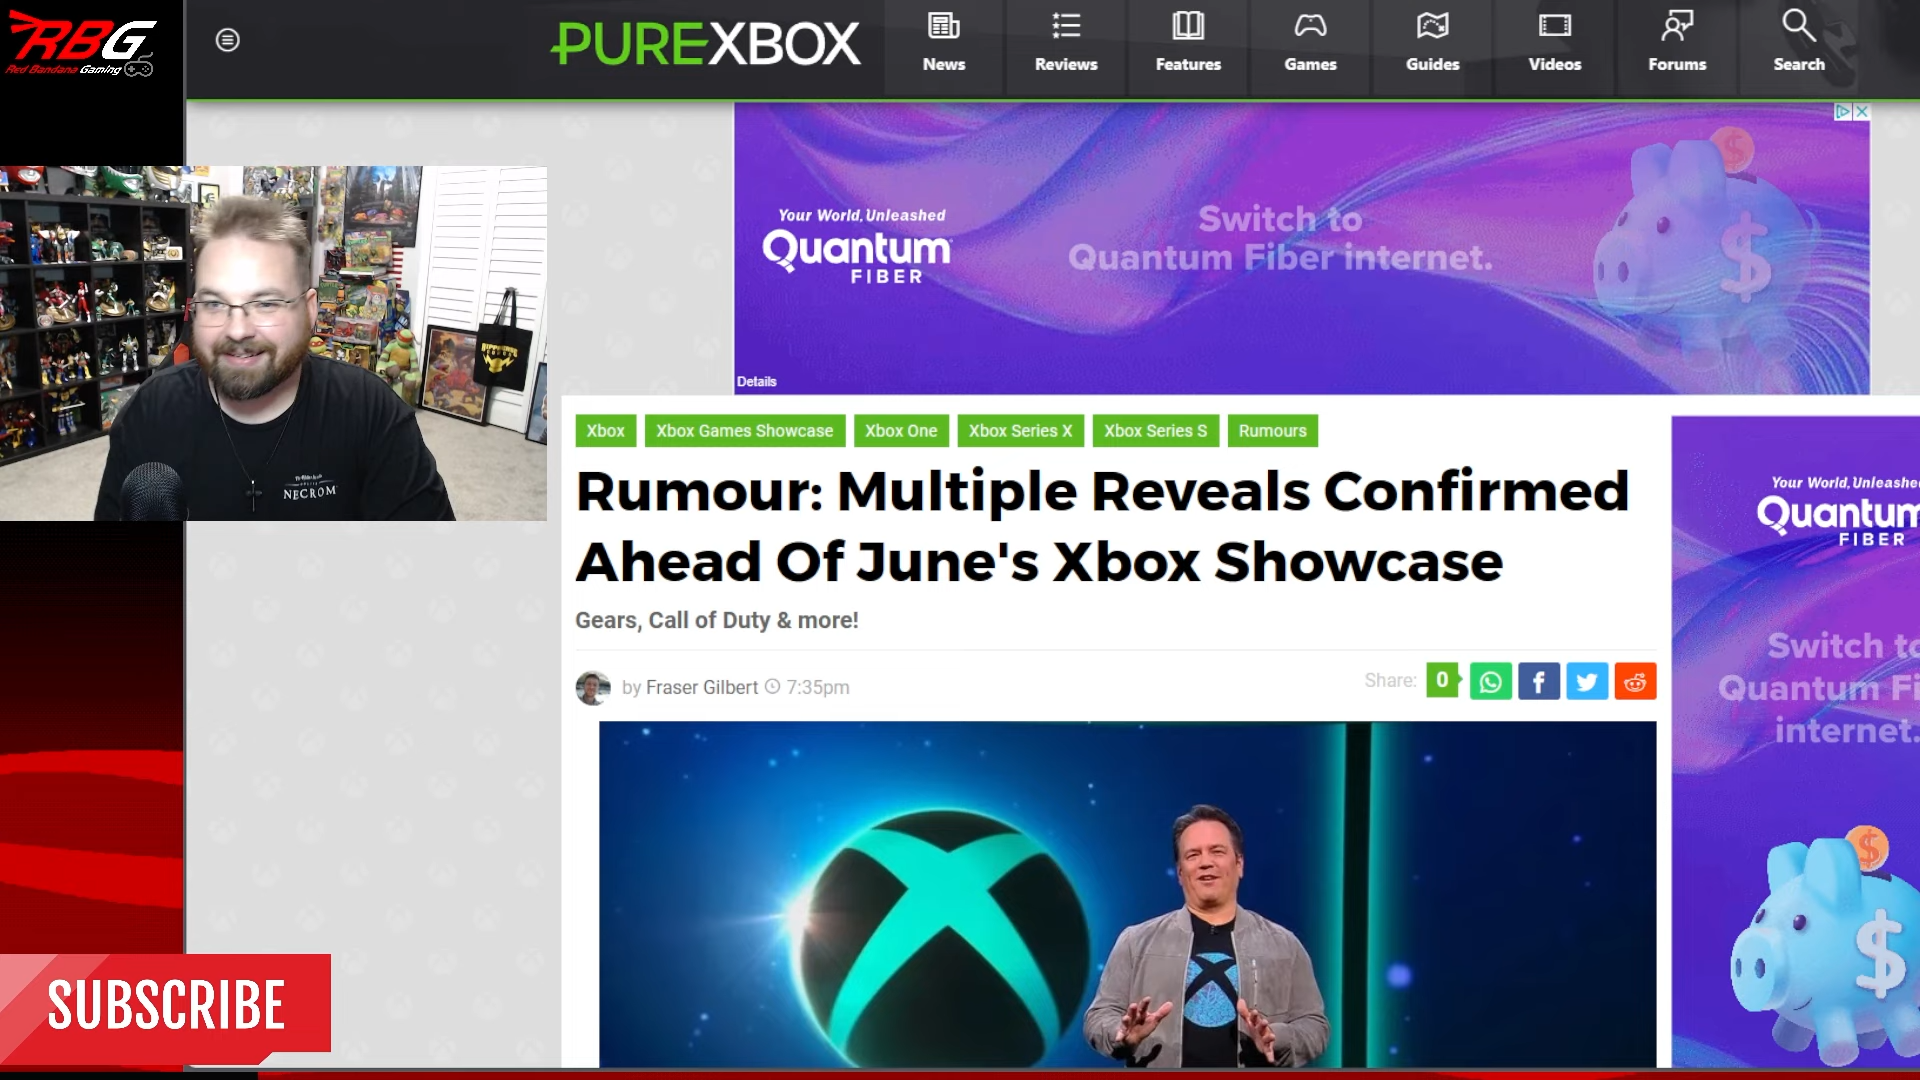 RBG
Red Bandana Gaming
PUREXBOX
News
Reviews
Features
Games
Guides
Videos
Forums
Search
Your World, Unleashed
Quantum
FIBER
Switch to
Quantum Fiber internet.
Details
NECROM
Xbox
Xbox Games Showcase
Xbox One
Xbox Series X
Xbox Series S
Rumours
Rumour: Multiple Reveals Confirmed
Ahead Of June's Xbox Showcase
Gears, Call of Duty & more!
by Fraser Gilbert 7:35pm
Share: 0
Your World, Unleashed
Quantum
FIBER
Switch to
Quantum Fi
internet.
SUBSCRIBE